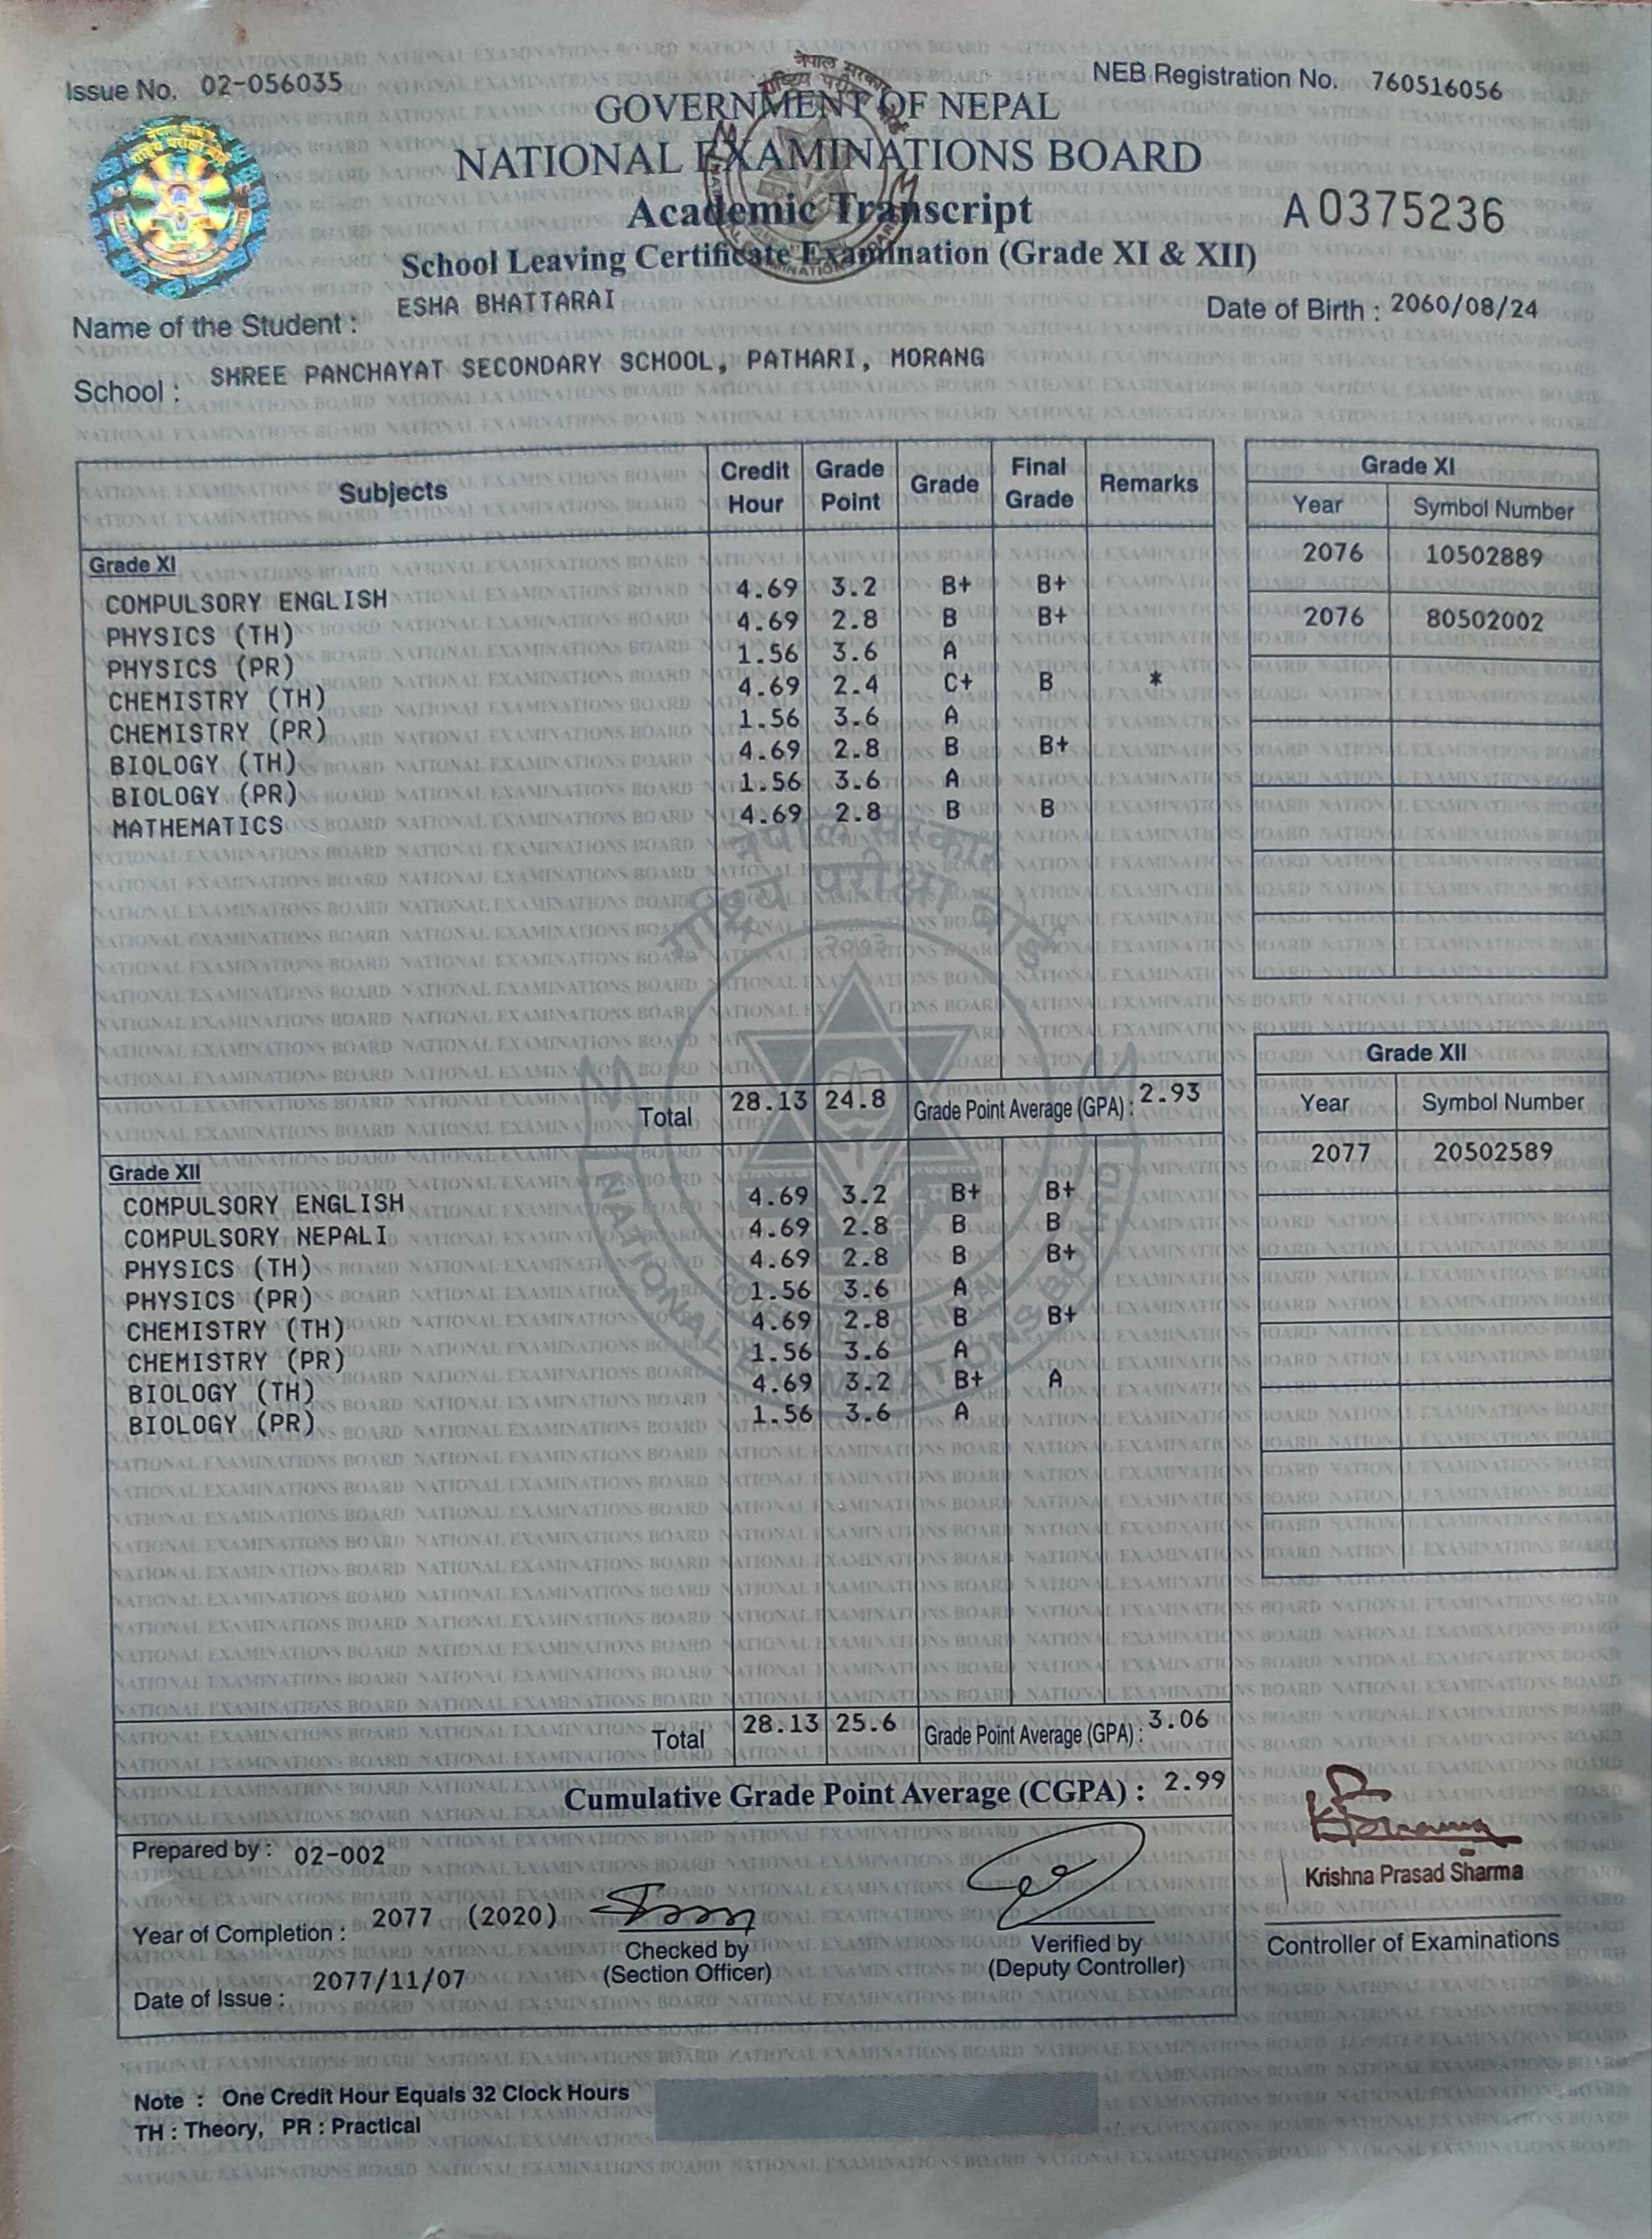 Issue No. 02-056035
NEB Registration No. 760516056
नेपाल सरकार
GOVERNMENT OF NEPAL
NATIONAL EXAMINATIONS BOARD
Academic Transcript
A0375236
School Leaving Certificate Examination (Grade XI & XII)
Name of the Student : ESHA BHATTARAI
Date of Birth : 2060/08/24
School : SHREE PANCHAYAT SECONDARY SCHOOL, PATHARI, MORANG
Subjects Credit Hour Grade Point Grade Final Grade Remarks
Grade XI
COMPULSORY ENGLISH 4.69 3.2 B+ B+
PHYSICS (TH) 4.69 2.8 B B+
PHYSICS (PR) 1.56 3.6 A
CHEMISTRY (TH) 4.69 2.4 C+ B *
CHEMISTRY (PR) 1.56 3.6 A
BIOLOGY (TH) 4.69 2.8 B B+
BIOLOGY (PR) 1.56 3.6 A
MATHEMATICS 4.69 2.8 B B
Total 28.13 24.8 Grade Point Average (GPA) : 2.93
Grade XII
COMPULSORY ENGLISH 4.69 3.2 B+ B+
COMPULSORY NEPALI 4.69 2.8 B B
PHYSICS (TH) 4.69 2.8 B B+
PHYSICS (PR) 1.56 3.6 A
CHEMISTRY (TH) 4.69 2.8 B B+
CHEMISTRY (PR) 1.56 3.6 A
BIOLOGY (TH) 4.69 3.2 B+ A
BIOLOGY (PR) 1.56 3.6 A
Total 28.13 25.6 Grade Point Average (GPA) : 3.06
Cumulative Grade Point Average (CGPA) : 2.99
Grade XI
Year Symbol Number
2076 10502889
2076 80502002
Grade XII
Year Symbol Number
2077 20502589
नेपाल सरकार
राष्ट्रिय परीक्षा बोर्ड
२०७३
GOVERNMENT OF NEPAL
NATIONAL EXAMINATIONS BOARD
Prepared by : 02-002
Year of Completion : 2077 (2020)
Date of Issue : 2077/11/07
Checked by
(Section Officer)
Verified by
(Deputy Controller)
Krishna Prasad Sharma
Controller of Examinations
Note : One Credit Hour Equals 32 Clock Hours
TH : Theory, PR : Practical